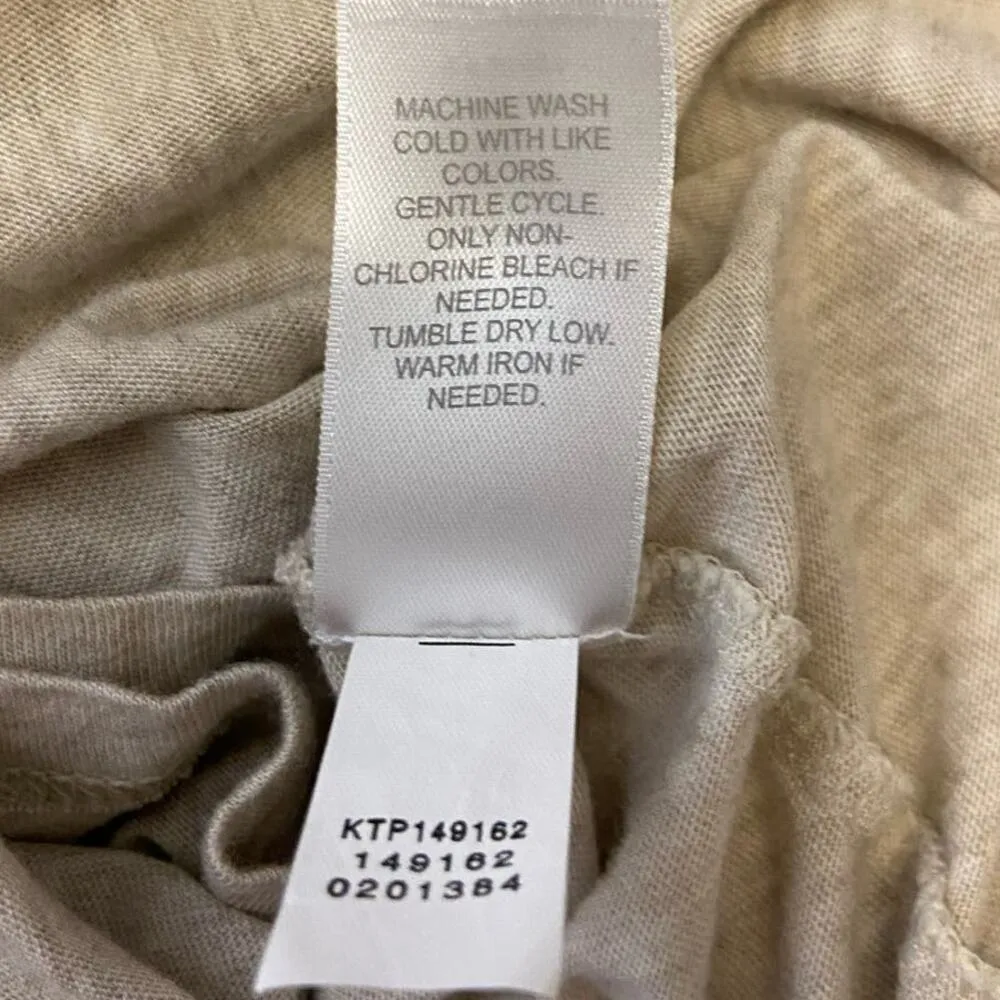 MACHINE WASH
COLD WITH LIKE
COLORS.
GENTLE CYCLE.
ONLY NON-
CHLORINE BLEACH IF
NEEDED.
TUMBLE DRY LOW.
WARM IRON IF
NEEDED.
KTP149162
149162
0201384